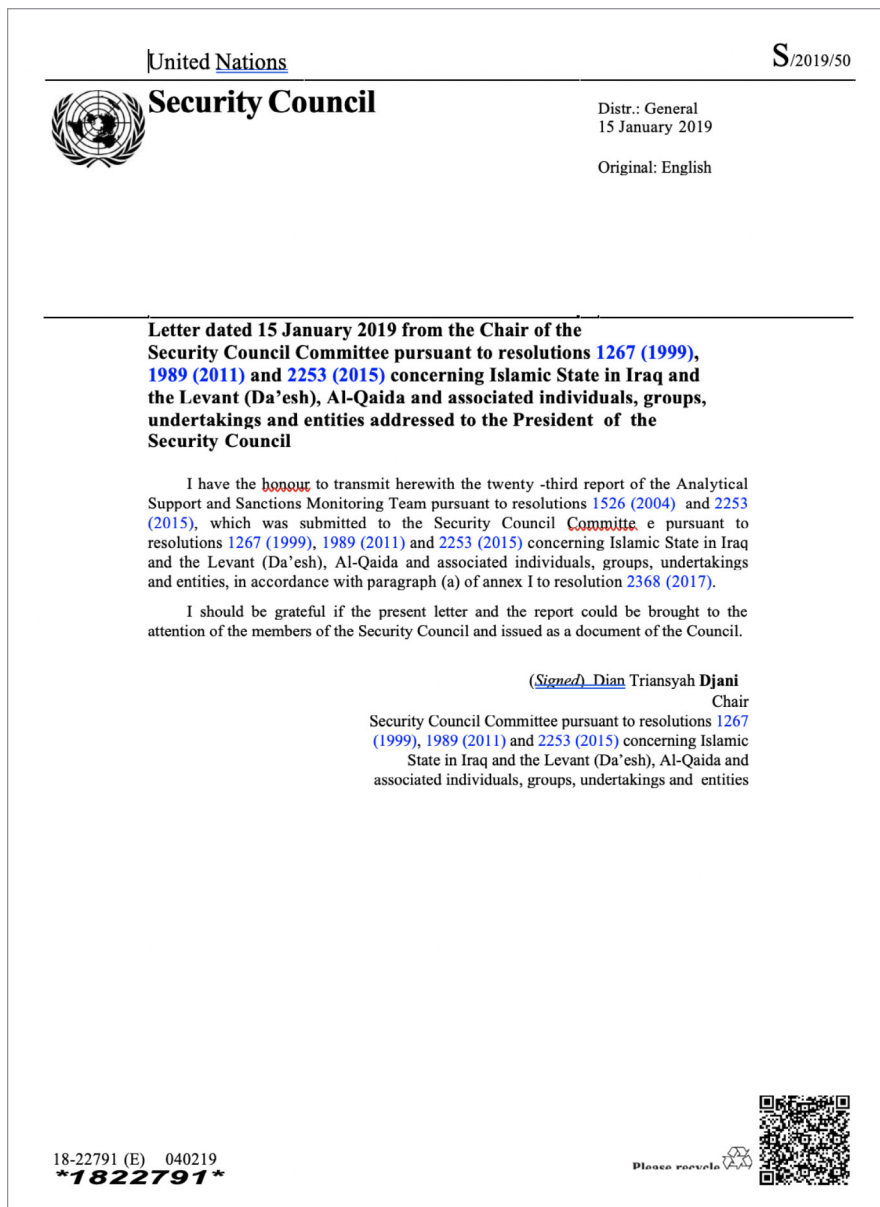 United Nations
S/2019/50
Security Council
Distr.: General
15 January 2019
Original: English
Letter dated 15 January 2019 from the Chair of the
Security Council Committee pursuant to resolutions 1267 (1999),
1989 (2011) and 2253 (2015) concerning Islamic State in Iraq and
the Levant (Da’esh), Al-Qaida and associated individuals, groups,
undertakings and entities addressed to the President of the
Security Council
I have the honour to transmit herewith the twenty -third report of the Analytical
Support and Sanctions Monitoring Team pursuant to resolutions 1526 (2004) and 2253
(2015), which was submitted to the Security Council Committe e pursuant to
resolutions 1267 (1999), 1989 (2011) and 2253 (2015) concerning Islamic State in Iraq
and the Levant (Da’esh), Al-Qaida and associated individuals, groups, undertakings
and entities, in accordance with paragraph (a) of annex I to resolution 2368 (2017).
I should be grateful if the present letter and the report could be brought to the
attention of the members of the Security Council and issued as a document of the Council.
(Signed) Dian Triansyah Djani
Chair
Security Council Committee pursuant to resolutions 1267
(1999), 1989 (2011) and 2253 (2015) concerning Islamic
State in Iraq and the Levant (Da’esh), Al-Qaida and
associated individuals, groups, undertakings and entities
18-22791 (E) 040219
*1822791*
Please recycle